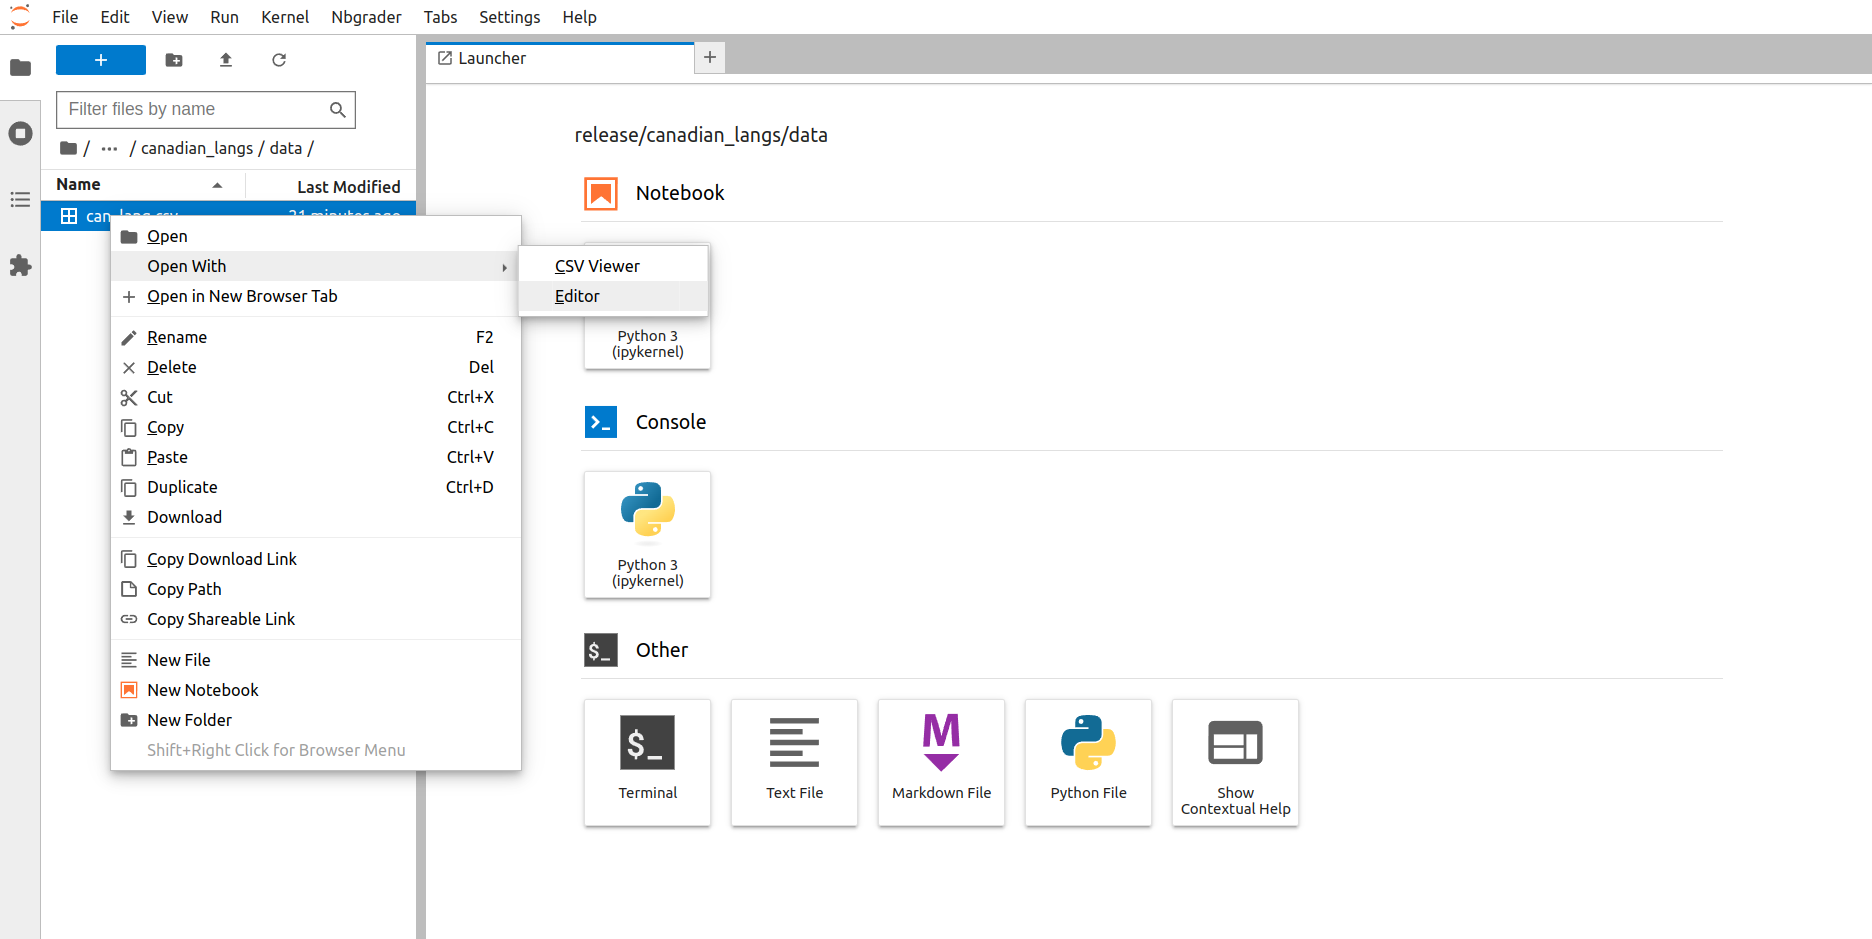 File Edit View Run Kernel Nbgrader Tabs Settings Help
Launcher
Filter files by name
/ ··· / canadian_langs / data /
Name Last Modified
Open
Open With
Open in New Browser Tab
Rename F2
Delete Del
Cut Ctrl+X
Copy Ctrl+C
Paste Ctrl+V
Duplicate Ctrl+D
Download
Copy Download Link
Copy Path
Copy Shareable Link
New File
New Notebook
New Folder
Shift+Right Click for Browser Menu
CSV Viewer
Editor
release/canadian_langs/data
Notebook
Python 3
(ipykernel)
Console
Python 3
(ipykernel)
$_ Other
$_
Terminal
Text File
M
Markdown File
Python File
Show
Contextual Help